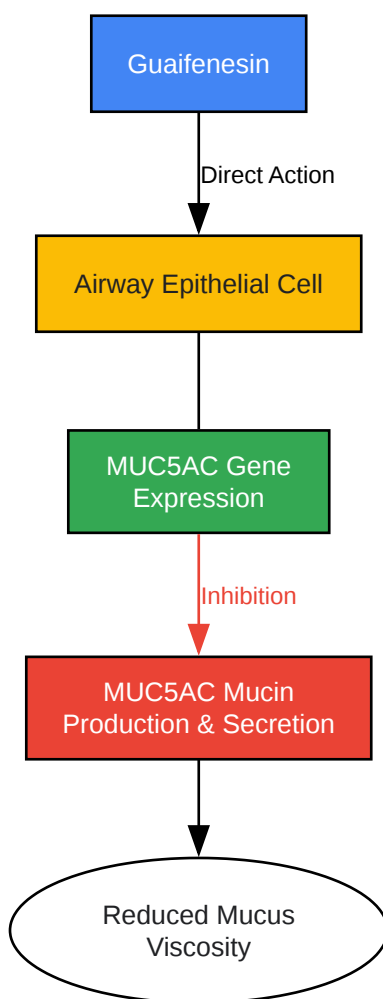 Guaifenesin
Direct Action
Airway Epithelial Cell
MUC5AC Gene
Expression
Inhibition
MUC5AC Mucin
Production & Secretion
Reduced Mucus
Viscosity